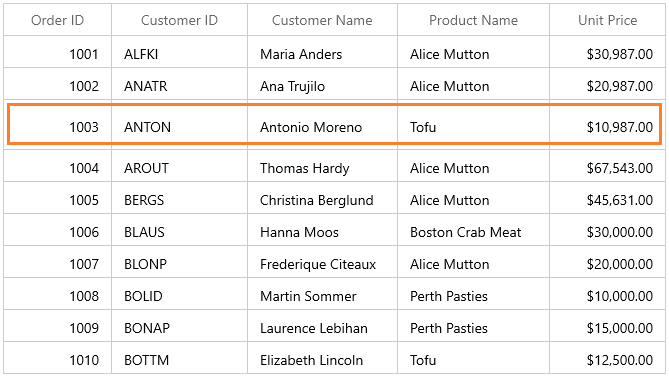 Order ID Customer ID Customer Name Product Name Unit Price
1001 ALFKI Maria Anders Alice Mutton $30,987.00
1002 ANATR Ana Trujilo Alice Mutton $20,987.00
1003 ANTON Antonio Moreno Tofu $10,987.00
1004 AROUT Thomas Hardy Alice Mutton $67,543.00
1005 BERGS Christina Berglund Alice Mutton $45,631.00
1006 BLAUS Hanna Moos Boston Crab Meat $30,000.00
1007 BLONP Frederique Citeaux Alice Mutton $20,000.00
1008 BOLID Martin Sommer Perth Pasties $10,000.00
1009 BONAP Laurence Lebihan Perth Pasties $15,000.00
1010 BOTTM Elizabeth Lincoln Tofu $12,500.00